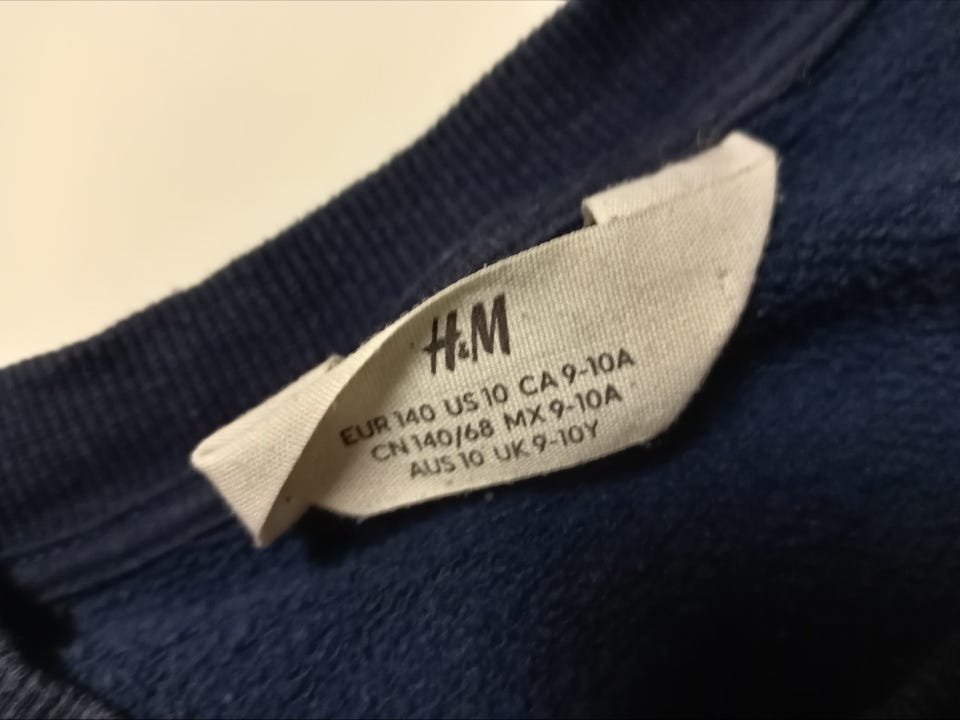 H&M
EUR 140 US 10 CA 9-10A
CN 140/68 MX 9-10A
AUS 10 UK 9-10Y